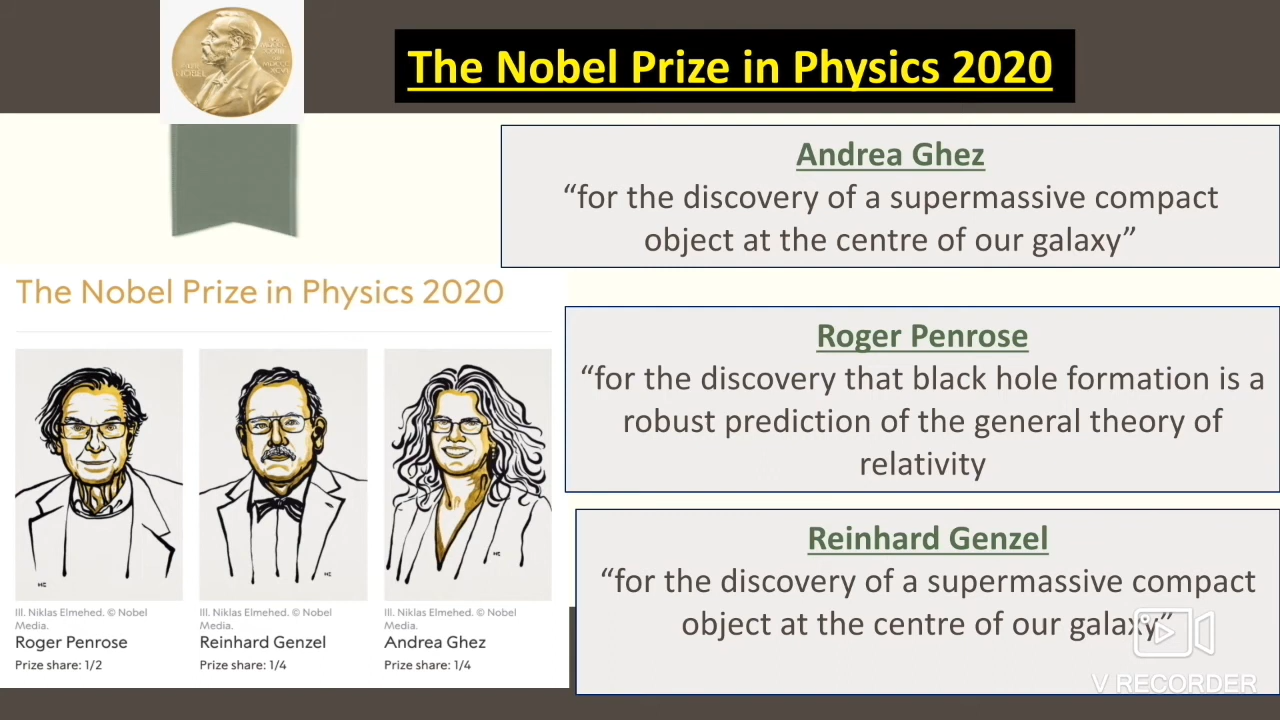 The Nobel Prize in Physics 2020
Andrea Ghez
“for the discovery of a supermassive compact
object at the centre of our galaxy”
The Nobel Prize in Physics 2020
Roger Penrose
“for the discovery that black hole formation is a
robust prediction of the general theory of
relativity
Reinhard Genzel
“for the discovery of a supermassive compact
object at the centre of our galaxy”
Ill. Niklas Elmehed. © Nobel
Media.
Roger Penrose
Prize share: 1/2
Ill. Niklas Elmehed. © Nobel
Media.
Reinhard Genzel
Prize share: 1/4
Ill. Niklas Elmehed. © Nobel
Media.
Andrea Ghez
Prize share: 1/4
V RECORDER